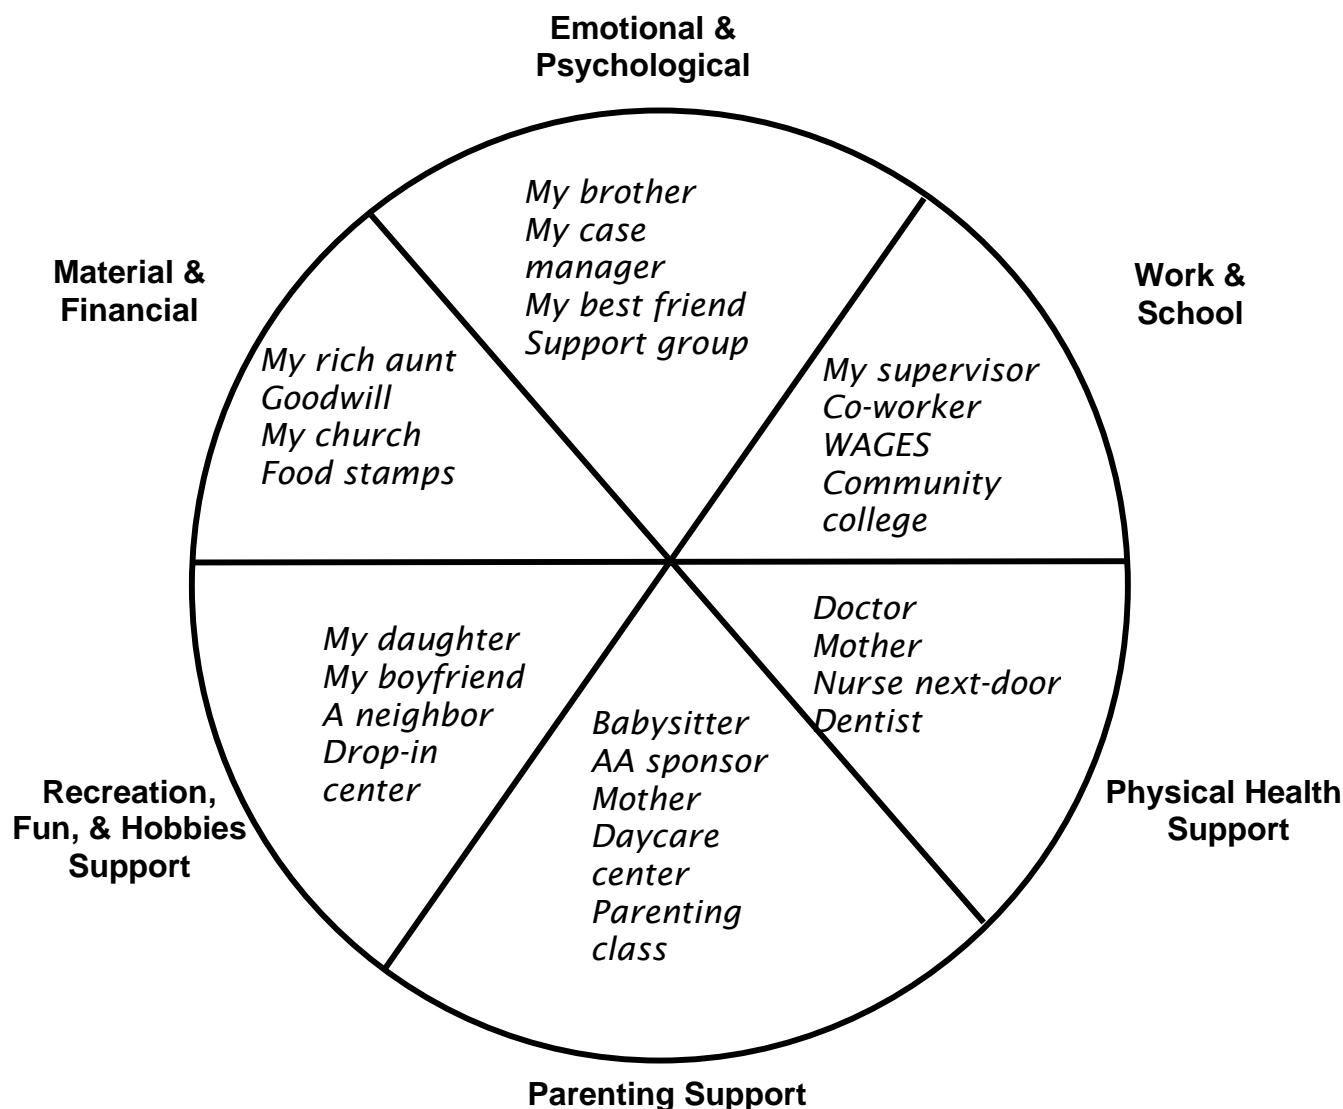 Emotional &
Psychological
My brother
My case
manager
My best friend
Support group
Material &
Financial
My rich aunt
Goodwill
My church
Food stamps
Work &
School
My supervisor
Co-worker
WAGES
Community
college
My daughter
My boyfriend
A neighbor
Drop-in
center
Recreation,
Fun, & Hobbies
Support
Babysitter
AA sponsor
Mother
Daycare
center
Parenting
class
Doctor
Mother
Nurse next-door
Dentist
Physical Health
Support
Parenting Support